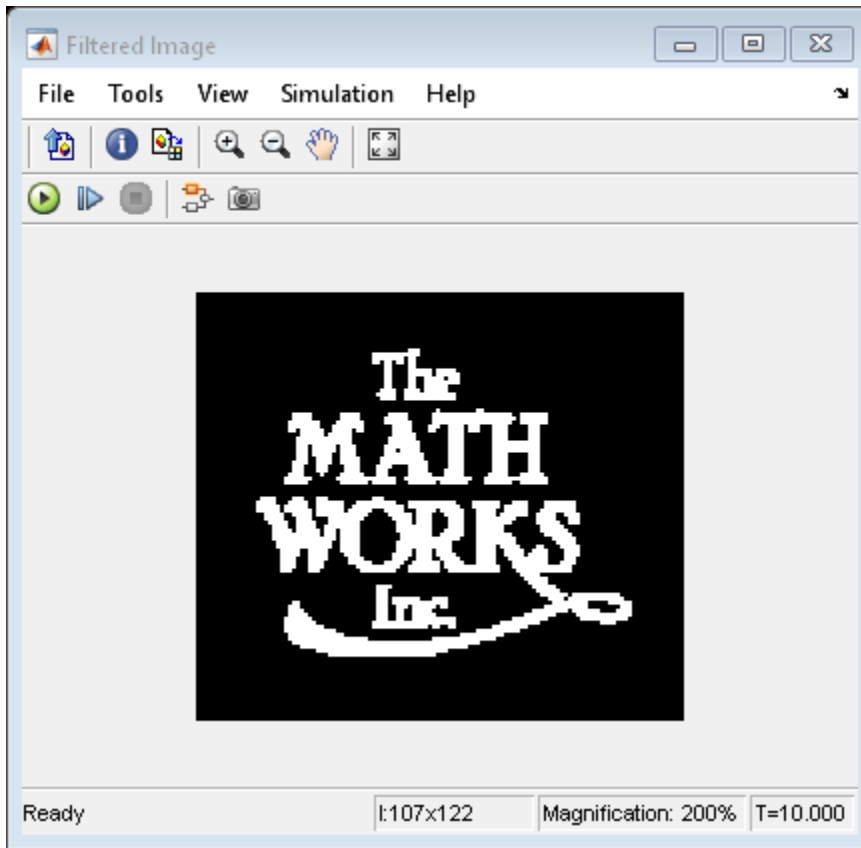 Filtered Image
File Tools View Simulation Help
The
MATH
WORKS
Inc.
Ready I:107x122 Magnification: 200% T=10.000